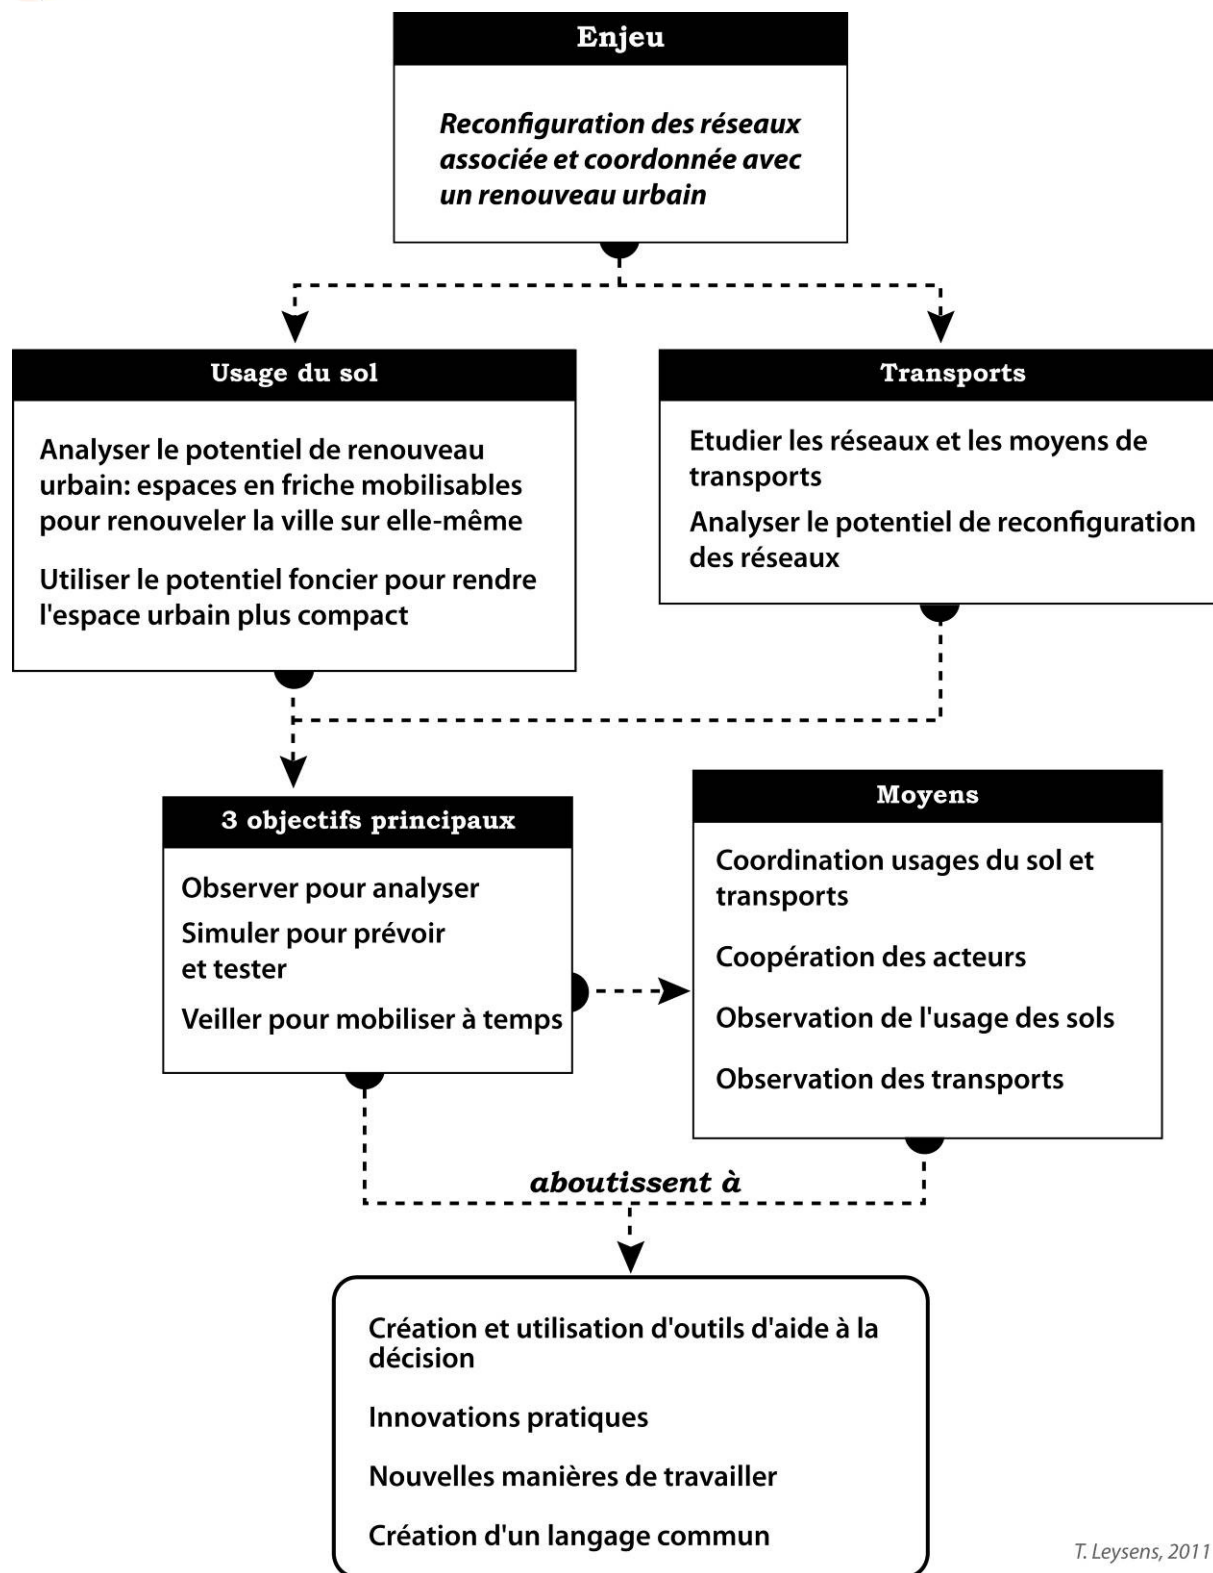 Enjeu
Reconfiguration des réseaux
associée et coordonnée avec
un renouveau urbain
Usage du sol
Analyser le potentiel de renouveau
urbain: espaces en friche mobilisables
pour renouveler la ville sur elle-même
Utiliser le potentiel foncier pour rendre
l'espace urbain plus compact
Transports
Etudier les réseaux et les moyens de
transports
Analyser le potentiel de reconfiguration
des réseaux
3 objectifs principaux
Observer pour analyser
Simuler pour prévoir
et tester
Veiller pour mobiliser à temps
Moyens
Coordination usages du sol et
transports
Coopération des acteurs
Observation de l'usage des sols
Observation des transports
aboutissent à
Création et utilisation d'outils d'aide à la
décision
Innovations pratiques
Nouvelles manières de travailler
Création d'un langage commun
T. Leysens, 2011